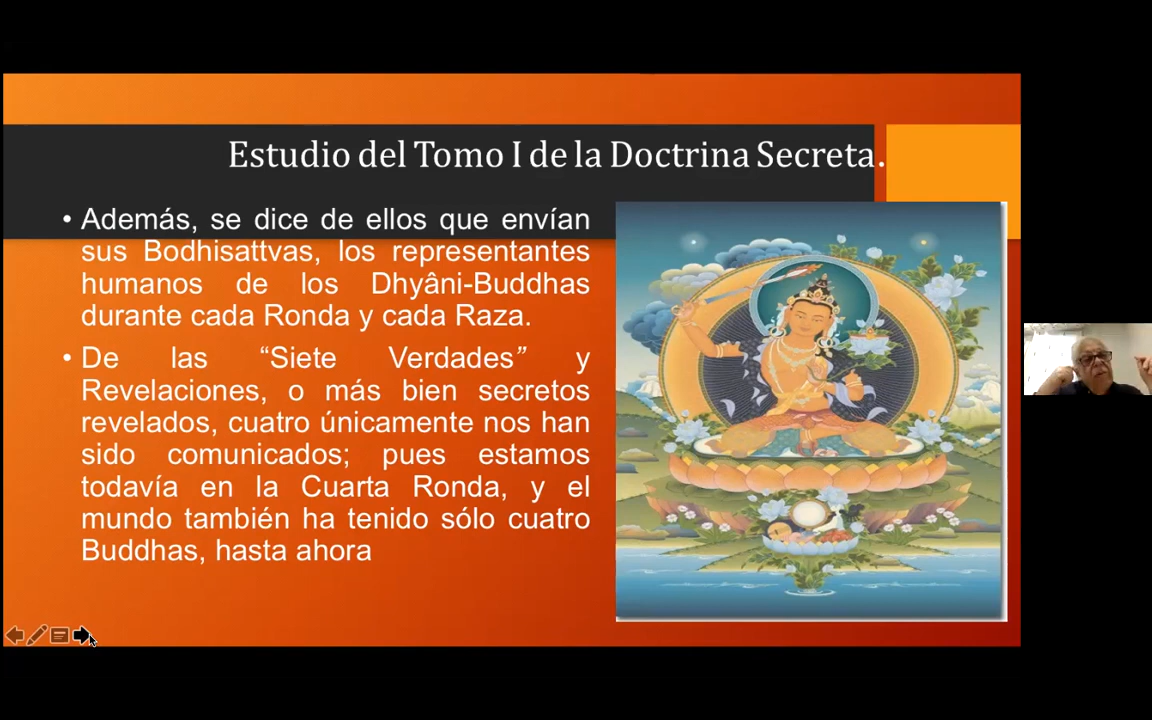 Estudio del Tomo I de la Doctrina Secreta.
• Además, se dice de ellos que envían
sus Bodhisattvas, los representantes
humanos de los Dhyâni-Buddhas
durante cada Ronda y cada Raza.
• De las “Siete Verdades” y
Revelaciones, o más bien secretos
revelados, cuatro únicamente nos han
sido comunicados; pues estamos
todavía en la Cuarta Ronda, y el
mundo también ha tenido sólo cuatro
Buddhas, hasta ahora